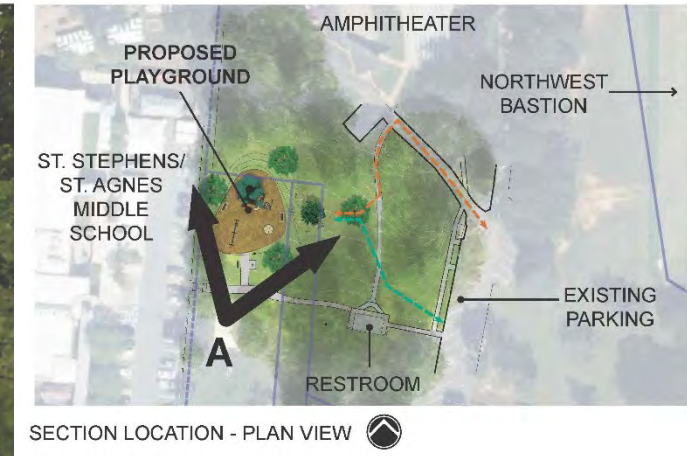 AMPHITHEATER
PROPOSED
PLAYGROUND
NORTHWEST
BASTION
ST. STEPHENS/
ST. AGNES
MIDDLE
SCHOOL
EXISTING
PARKING
A
RESTROOM
SECTION LOCATION - PLAN VIEW